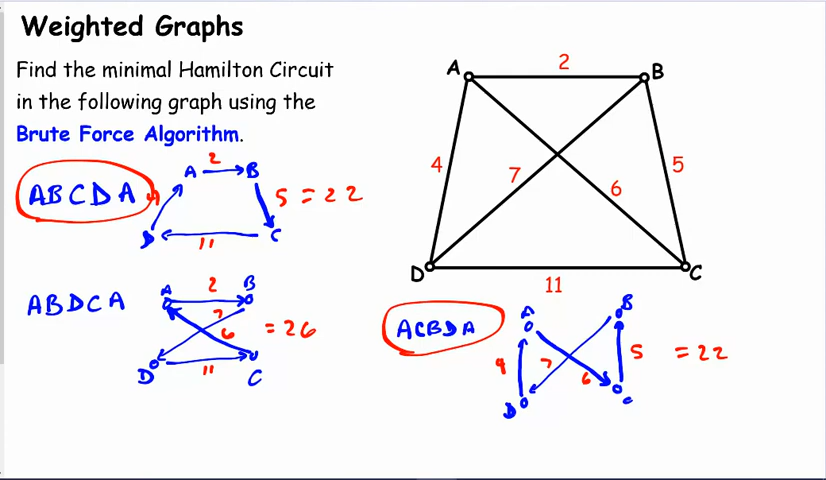 Weighted Graphs
Find the minimal Hamilton Circuit
in the following graph using the
Brute Force Algorithm.
A 2 B
4 7 6 5
D 11 C
ABCDA
A 2 B
4 5 = 22
D 11 C
ABDCA
A 2 B
7
6 = 26
D 11 C
ACBDA
A B
4 7 6 5 = 22
D C